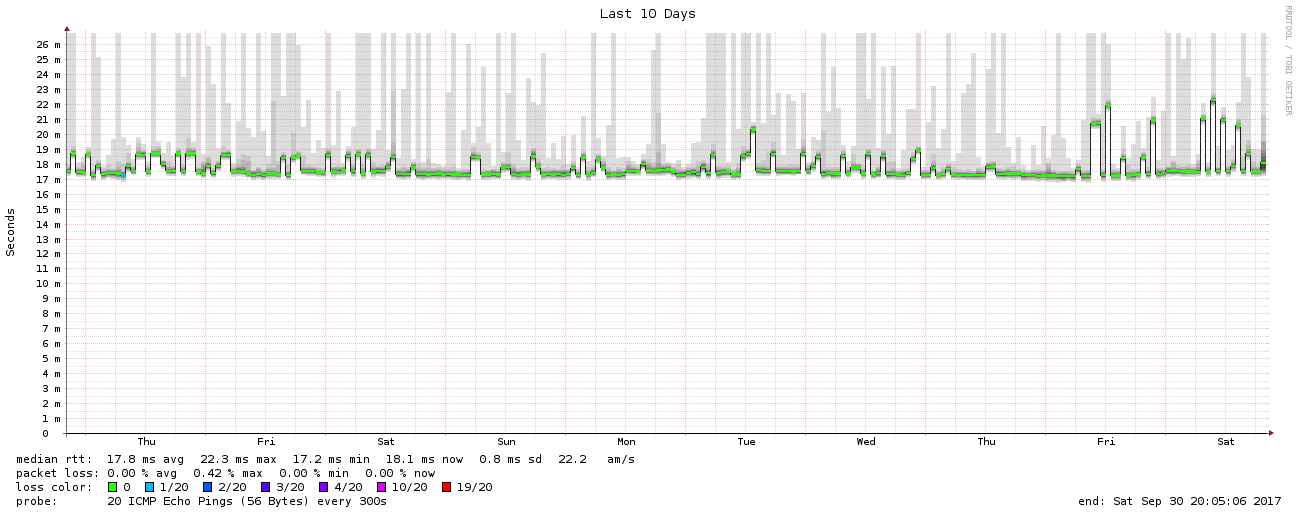 Last 10 Days
RRDTOOL / TOBI OETIKER
Seconds
26 m
25 m
24 m
23 m
22 m
21 m
20 m
19 m
18 m
17 m
16 m
15 m
14 m
13 m
12 m
11 m
10 m
9 m
8 m
7 m
6 m
5 m
4 m
3 m
2 m
1 m
0
Thu Fri Sat Sun Mon Tue Wed Thu Fri Sat
median rtt: 17.8 ms avg 22.3 ms max 17.2 ms min 18.1 ms now 0.8 ms sd 22.2 am/s
packet loss: 0.00 % avg 0.42 % max 0.00 % min 0.00 % now
loss color: 0 1/20 2/20 3/20 4/20 10/20 19/20
probe: 20 ICMP Echo Pings (56 Bytes) every 300s end: Sat Sep 30 20:05:06 2017